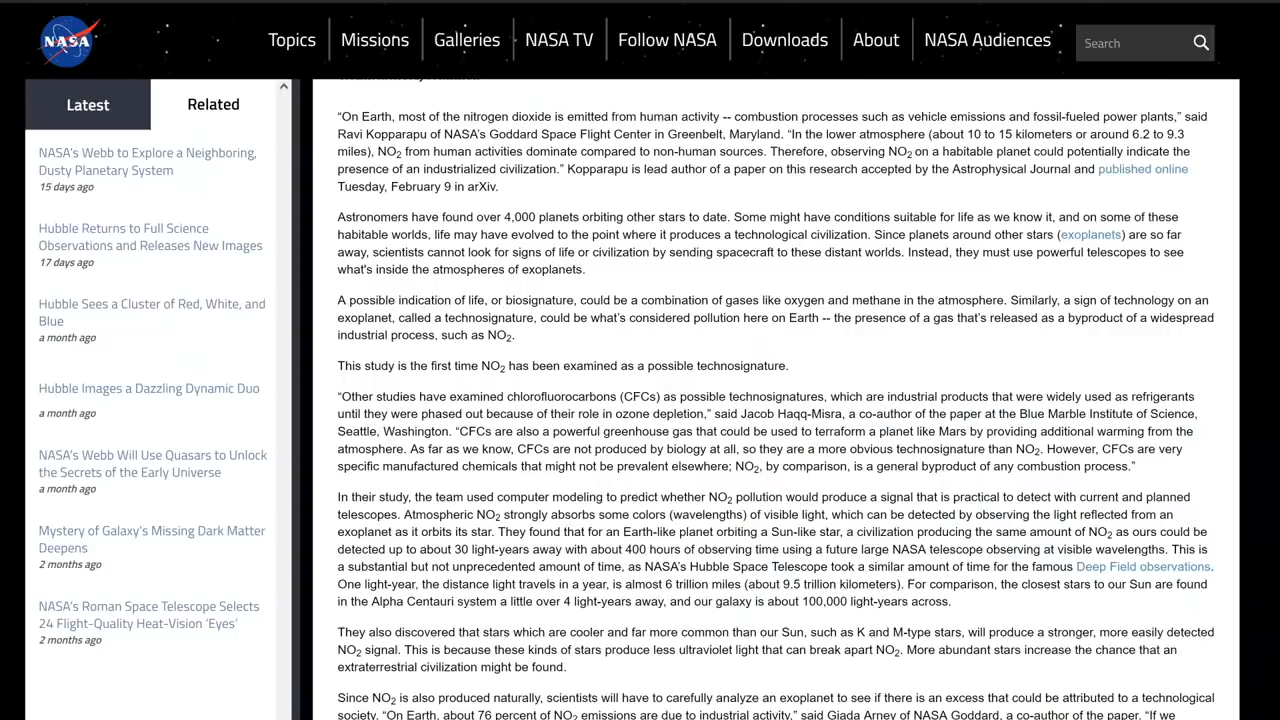 NASA
Topics
Missions
Galleries
NASA TV
Follow NASA
Downloads
About
NASA Audiences
Search
Latest
Related
NASA's Webb to Explore a Neighboring,
Dusty Planetary System
15 days ago
Hubble Returns to Full Science
Observations and Releases New Images
17 days ago
Hubble Sees a Cluster of Red, White, and
Blue
a month ago
Hubble Images a Dazzling Dynamic Duo
a month ago
NASA's Webb Will Use Quasars to Unlock
the Secrets of the Early Universe
a month ago
Mystery of Galaxy's Missing Dark Matter
Deepens
2 months ago
NASA's Roman Space Telescope Selects
24 Flight-Quality Heat-Vision 'Eyes'
2 months ago
“On Earth, most of the nitrogen dioxide is emitted from human activity -- combustion processes such as vehicle emissions and fossil-fueled power plants,” said
Ravi Kopparapu of NASA's Goddard Space Flight Center in Greenbelt, Maryland. “In the lower atmosphere (about 10 to 15 kilometers or around 6.2 to 9.3
miles), NO2 from human activities dominate compared to non-human sources. Therefore, observing NO2 on a habitable planet could potentially indicate the
presence of an industrialized civilization.” Kopparapu is lead author of a paper on this research accepted by the Astrophysical Journal and published online
Tuesday, February 9 in arXiv.
Astronomers have found over 4,000 planets orbiting other stars to date. Some might have conditions suitable for life as we know it, and on some of these
habitable worlds, life may have evolved to the point where it produces a technological civilization. Since planets around other stars (exoplanets) are so far
away, scientists cannot look for signs of life or civilization by sending spacecraft to these distant worlds. Instead, they must use powerful telescopes to see
what's inside the atmospheres of exoplanets.
A possible indication of life, or biosignature, could be a combination of gases like oxygen and methane in the atmosphere. Similarly, a sign of technology on an
exoplanet, called a technosignature, could be what's considered pollution here on Earth -- the presence of a gas that's released as a byproduct of a widespread
industrial process, such as NO2.
This study is the first time NO2 has been examined as a possible technosignature.
“Other studies have examined chlorofluorocarbons (CFCs) as possible technosignatures, which are industrial products that were widely used as refrigerants
until they were phased out because of their role in ozone depletion,” said Jacob Haqq-Misra, a co-author of the paper at the Blue Marble Institute of Science,
Seattle, Washington. “CFCs are also a powerful greenhouse gas that could be used to terraform a planet like Mars by providing additional warming from the
atmosphere. As far as we know, CFCs are not produced by biology at all, so they are a more obvious technosignature than NO2. However, CFCs are very
specific manufactured chemicals that might not be prevalent elsewhere; NO2, by comparison, is a general byproduct of any combustion process.”
In their study, the team used computer modeling to predict whether NO2 pollution would produce a signal that is practical to detect with current and planned
telescopes. Atmospheric NO2 strongly absorbs some colors (wavelengths) of visible light, which can be detected by observing the light reflected from an
exoplanet as it orbits its star. They found that for an Earth-like planet orbiting a Sun-like star, a civilization producing the same amount of NO2 as ours could be
detected up to about 30 light-years away with about 400 hours of observing time using a future large NASA telescope observing at visible wavelengths. This is
a substantial but not unprecedented amount of time, as NASA's Hubble Space Telescope took a similar amount of time for the famous Deep Field observations.
One light-year, the distance light travels in a year, is almost 6 trillion miles (about 9.5 trillion kilometers). For comparison, the closest stars to our Sun are found
in the Alpha Centauri system a little over 4 light-years away, and our galaxy is about 100,000 light-years across.
They also discovered that stars which are cooler and far more common than our Sun, such as K and M-type stars, will produce a stronger, more easily detected
NO2 signal. This is because these kinds of stars produce less ultraviolet light that can break apart NO2. More abundant stars increase the chance that an
extraterrestrial civilization might be found.
Since NO2 is also produced naturally, scientists will have to carefully analyze an exoplanet to see if there is an excess that could be attributed to a technological
society. “On Earth, about 76 percent of NO2 emissions are due to industrial activity,” said Giada Arney of NASA Goddard, a co-author of the paper. “If we